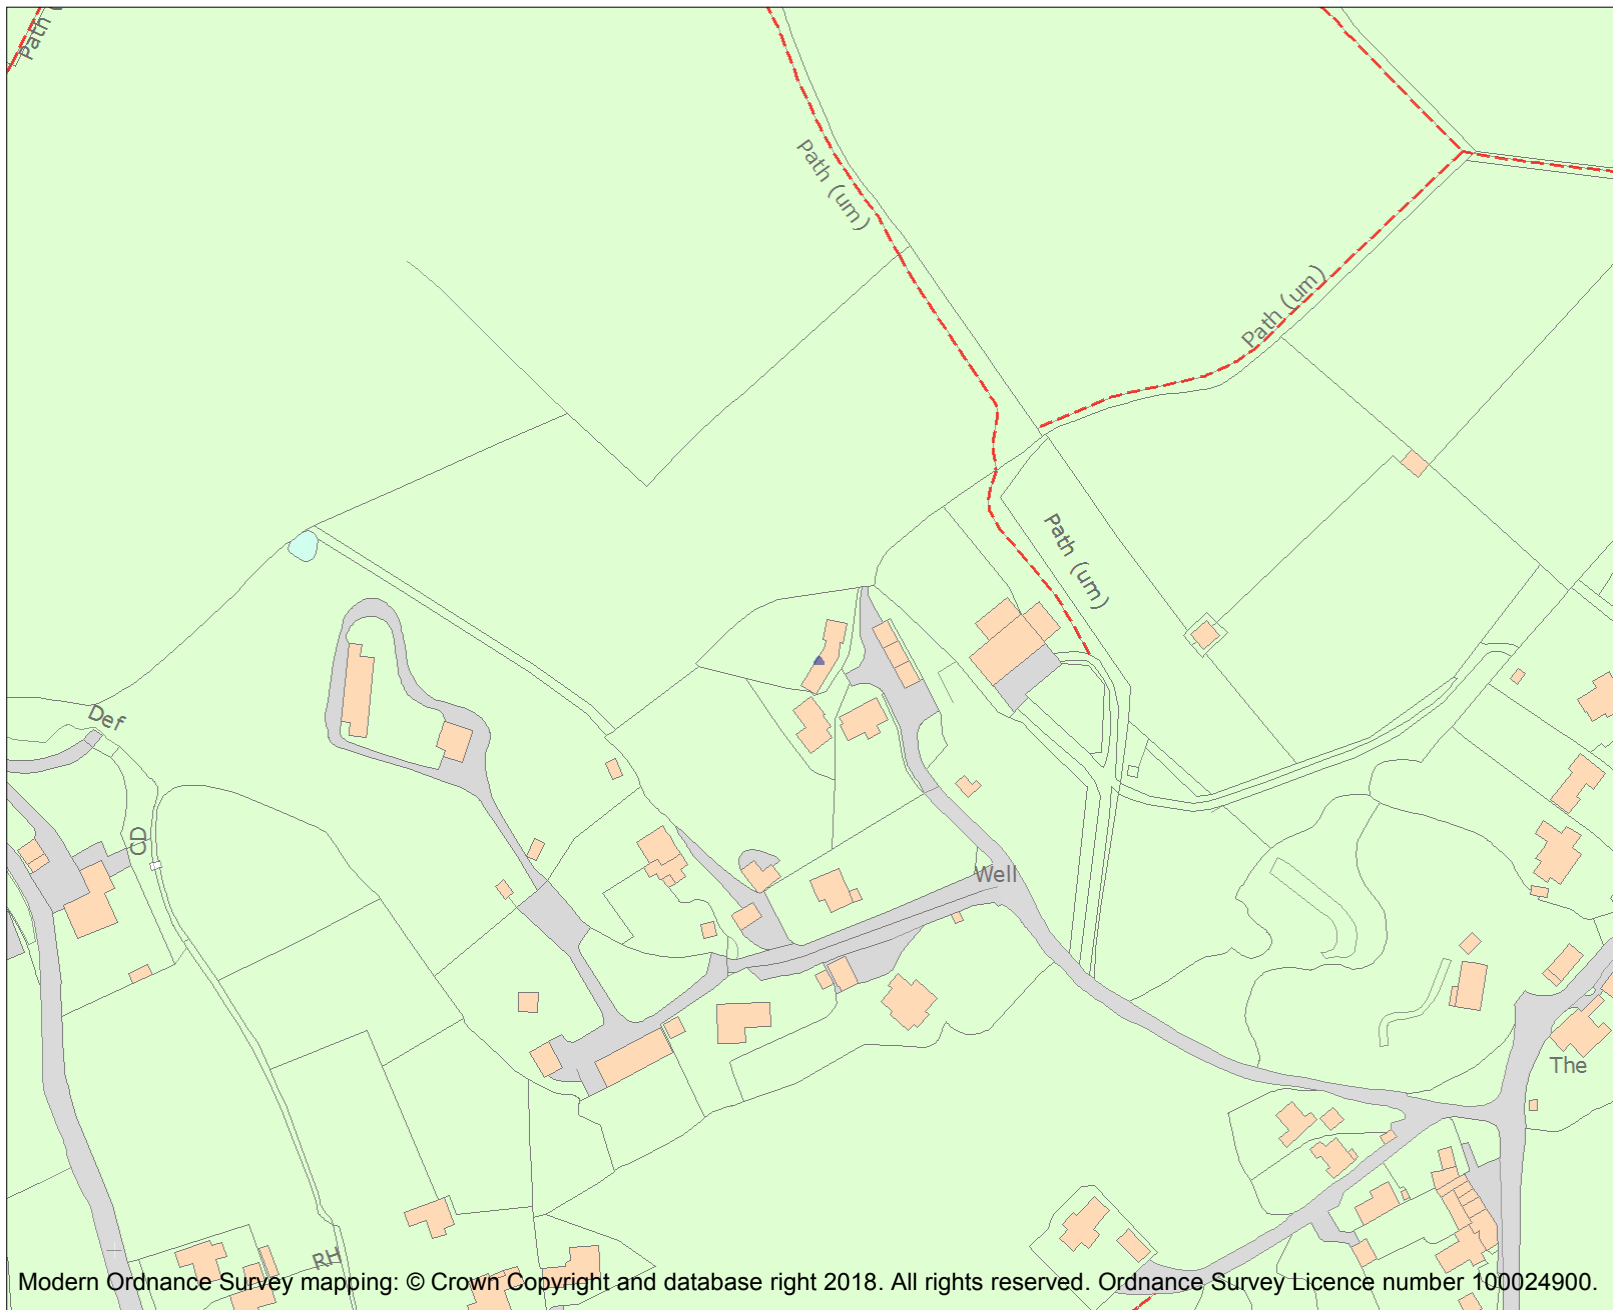 Path
Path (um)
Path (um)
Path (um)
Def
CD
Well
The
RH
Modern Ordnance Survey mapping: © Crown Copyright and database right 2018. All rights reserved. Ordnance Survey Licence number 100024900.